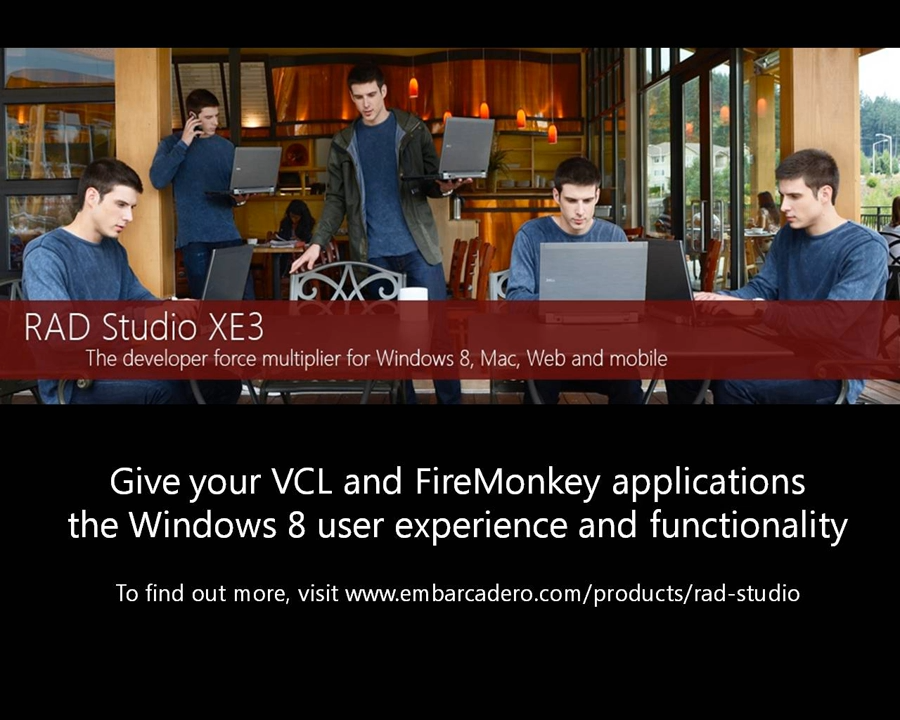 RAD Studio XE3
The developer force multiplier for Windows 8, Mac, Web and mobile
Give your VCL and FireMonkey applications
the Windows 8 user experience and functionality
To find out more, visit www.embarcadero.com/products/rad-studio